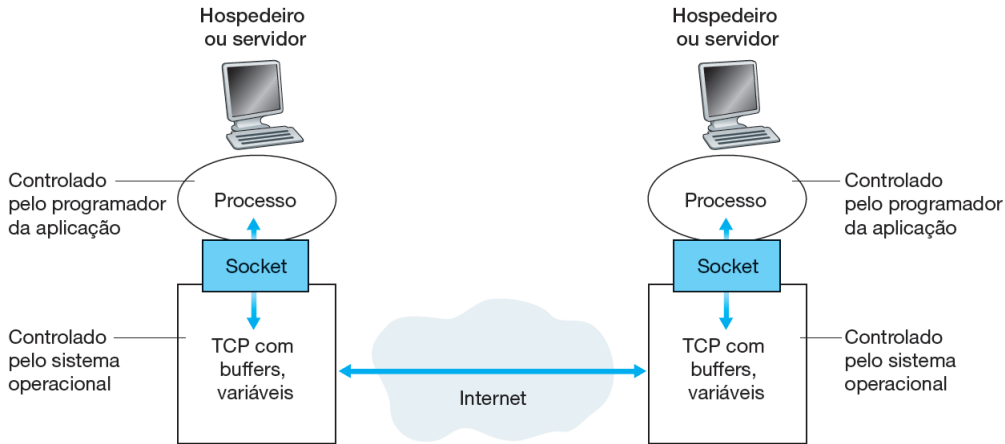 Hospedeiro
ou servidor
Hospedeiro
ou servidor
Controlado
pelo programador
da aplicação
Processo
Processo
Controlado
pelo programador
da aplicação
Socket
Socket
Controlado
pelo sistema
operacional
TCP com
buffers,
variáveis
Internet
TCP com
buffers,
variáveis
Controlado
pelo sistema
operacional